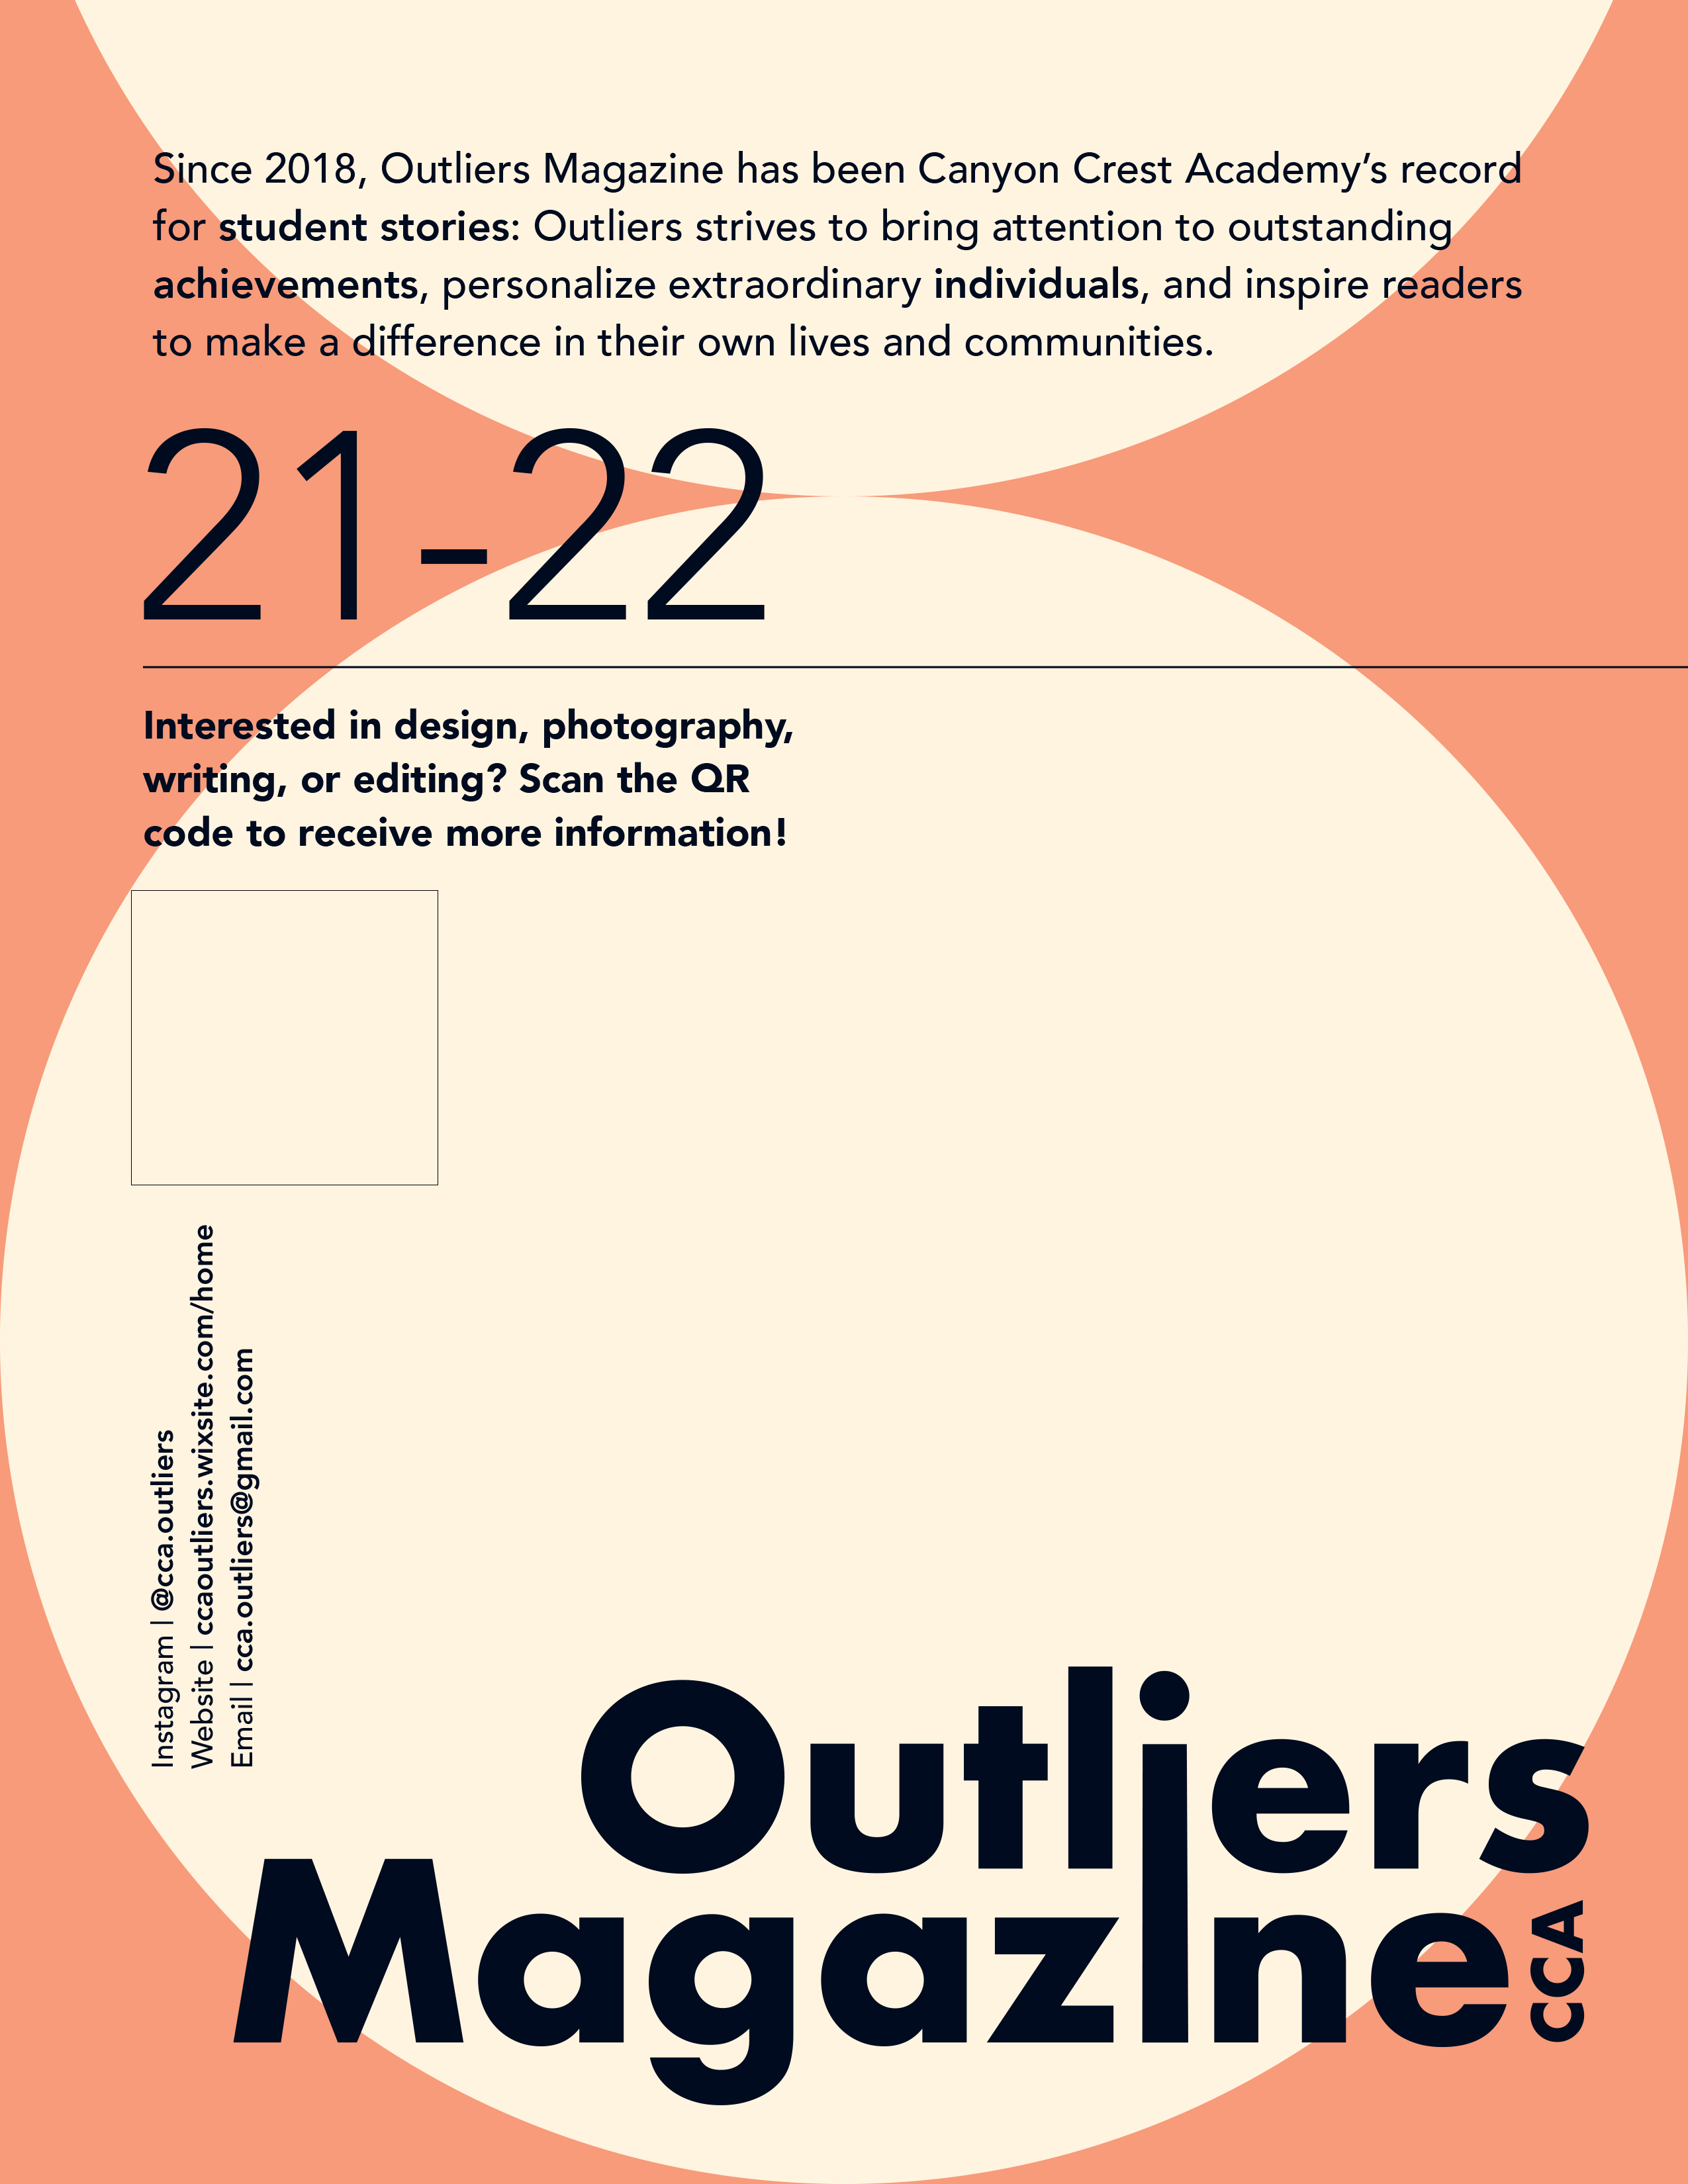 Since 2018, Outliers Magazine has been Canyon Crest Academy’s record
for student stories: Outliers strives to bring attention to outstanding
achievements, personalize extraordinary individuals, and inspire readers
to make a difference in their own lives and communities.
21-22
Interested in design, photography,
writing, or editing? Scan the QR
code to receive more information!
Instagram | @cca.outliers
Website | ccaoutliers.wixsite.com/home
Email | cca.outliers@gmail.com
Outliers
Magazine
CCA